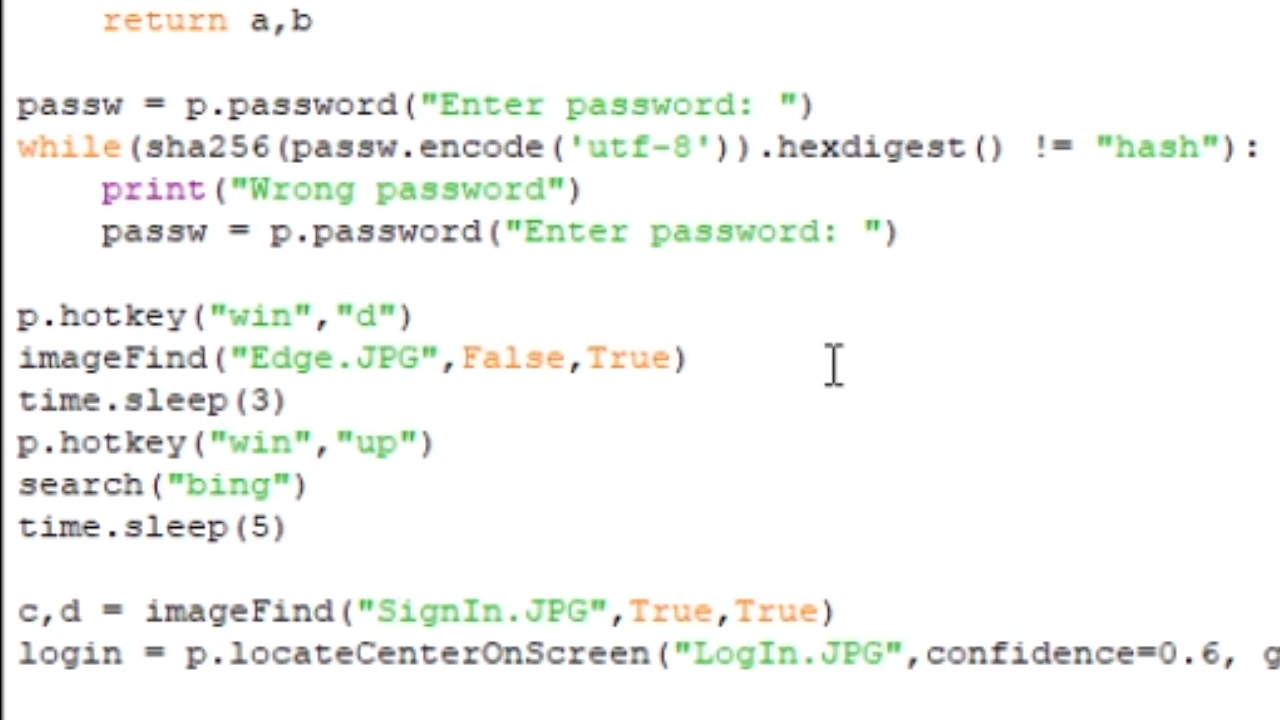 return a,b
passw = p.password("Enter password: ")
while(sha256(passw.encode('utf-8')).hexdigest() != "hash"):
print("Wrong password")
passw = p.password("Enter password: ")
p.hotkey("win","d")
imageFind("Edge.JPG",False,True)
time.sleep(3)
p.hotkey("win","up")
search("bing")
time.sleep(5)
c,d = imageFind("SignIn.JPG",True,True)
login = p.locateCenterOnScreen("LogIn.JPG",confidence=0.6, g